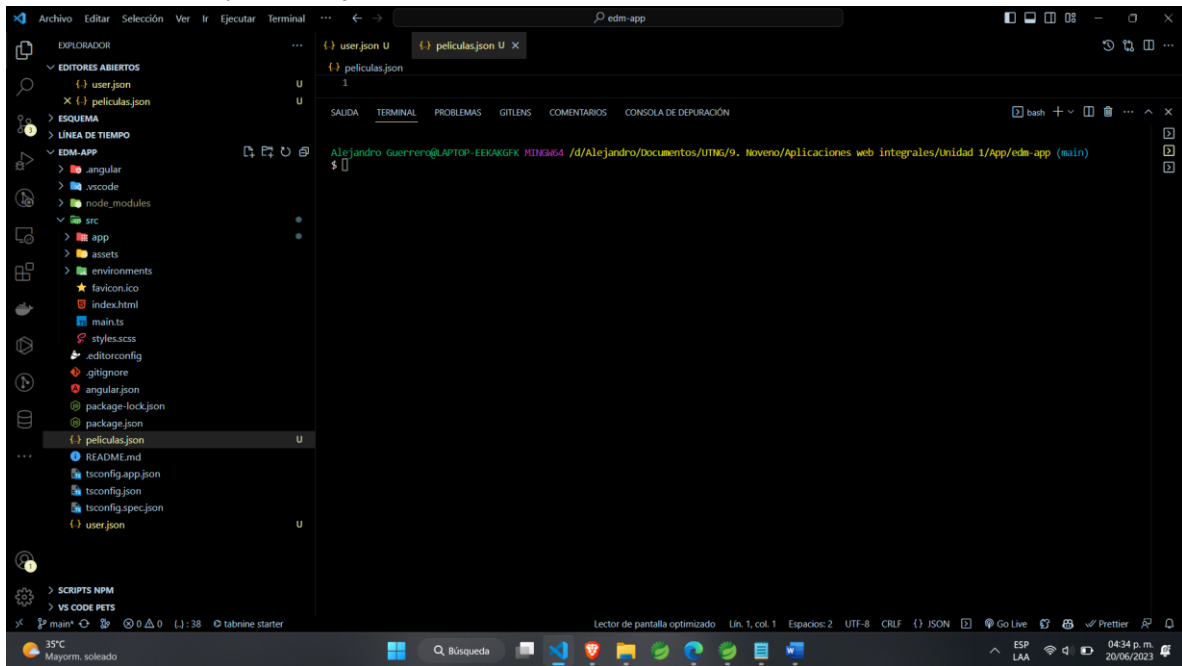 Archivo Editar Selección Ver Ir Ejecutar Terminal ··· edm-app
EXPLORADOR ···
EDITORES ABIERTOS
{..} user.json U
{..} peliculas.json U
ESQUEMA
LÍNEA DE TIEMPO
EDM-APP
.angular
.vscode
node_modules
src
app
assets
environments
favicon.ico
index.html
main.ts
styles.scss
.editorconfig
.gitignore
angular.json
package-lock.json
package.json
{..} peliculas.json U
README.md
tsconfig.app.json
tsconfig.json
tsconfig.spec.json
{..} user.json U
SCRIPTS NPM
VS CODE PETS
3
1
{..} user.json U {..} peliculas.json U
{..} peliculas.json
1
SALIDA TERMINAL PROBLEMAS GITLENS COMENTARIOS CONSOLA DE DEPURACIÓN bash
Alejandro Guerrero@LAPTOP-EEKAKGFK MINGW64 /d/Alejandro/Documentos/UTNG/9. Noveno/Aplicaciones web integrales/Unidad 1/App/edm-app (main)
$
main* 0 0 {..} : 38 tabnine starter Lector de pantalla optimizado Lín. 1, col. 1 Espacios: 2 UTF-8 CRLF {} JSON Go Live Prettier
35°C
Mayorm. soleado
Búsqueda
ESP
LAA
04:34 p. m.
20/06/2023